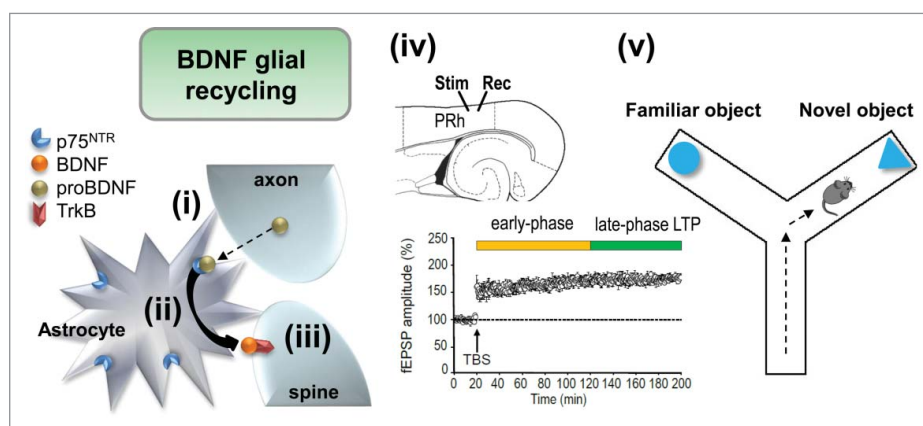 BDNF glial
recycling
p75NTR
BDNF
proBDNF
TrkB
(i)
axon
(ii)
Astrocyte
(iii)
spine
(iv)
Stim Rec
PRh
early-phase late-phase LTP
fEPSP amplitude (%)
250
200
150
100
50
0
TBS
0 20 40 60 80 100 120 140 160 180 200
Time (min)
(v)
Familiar object Novel object